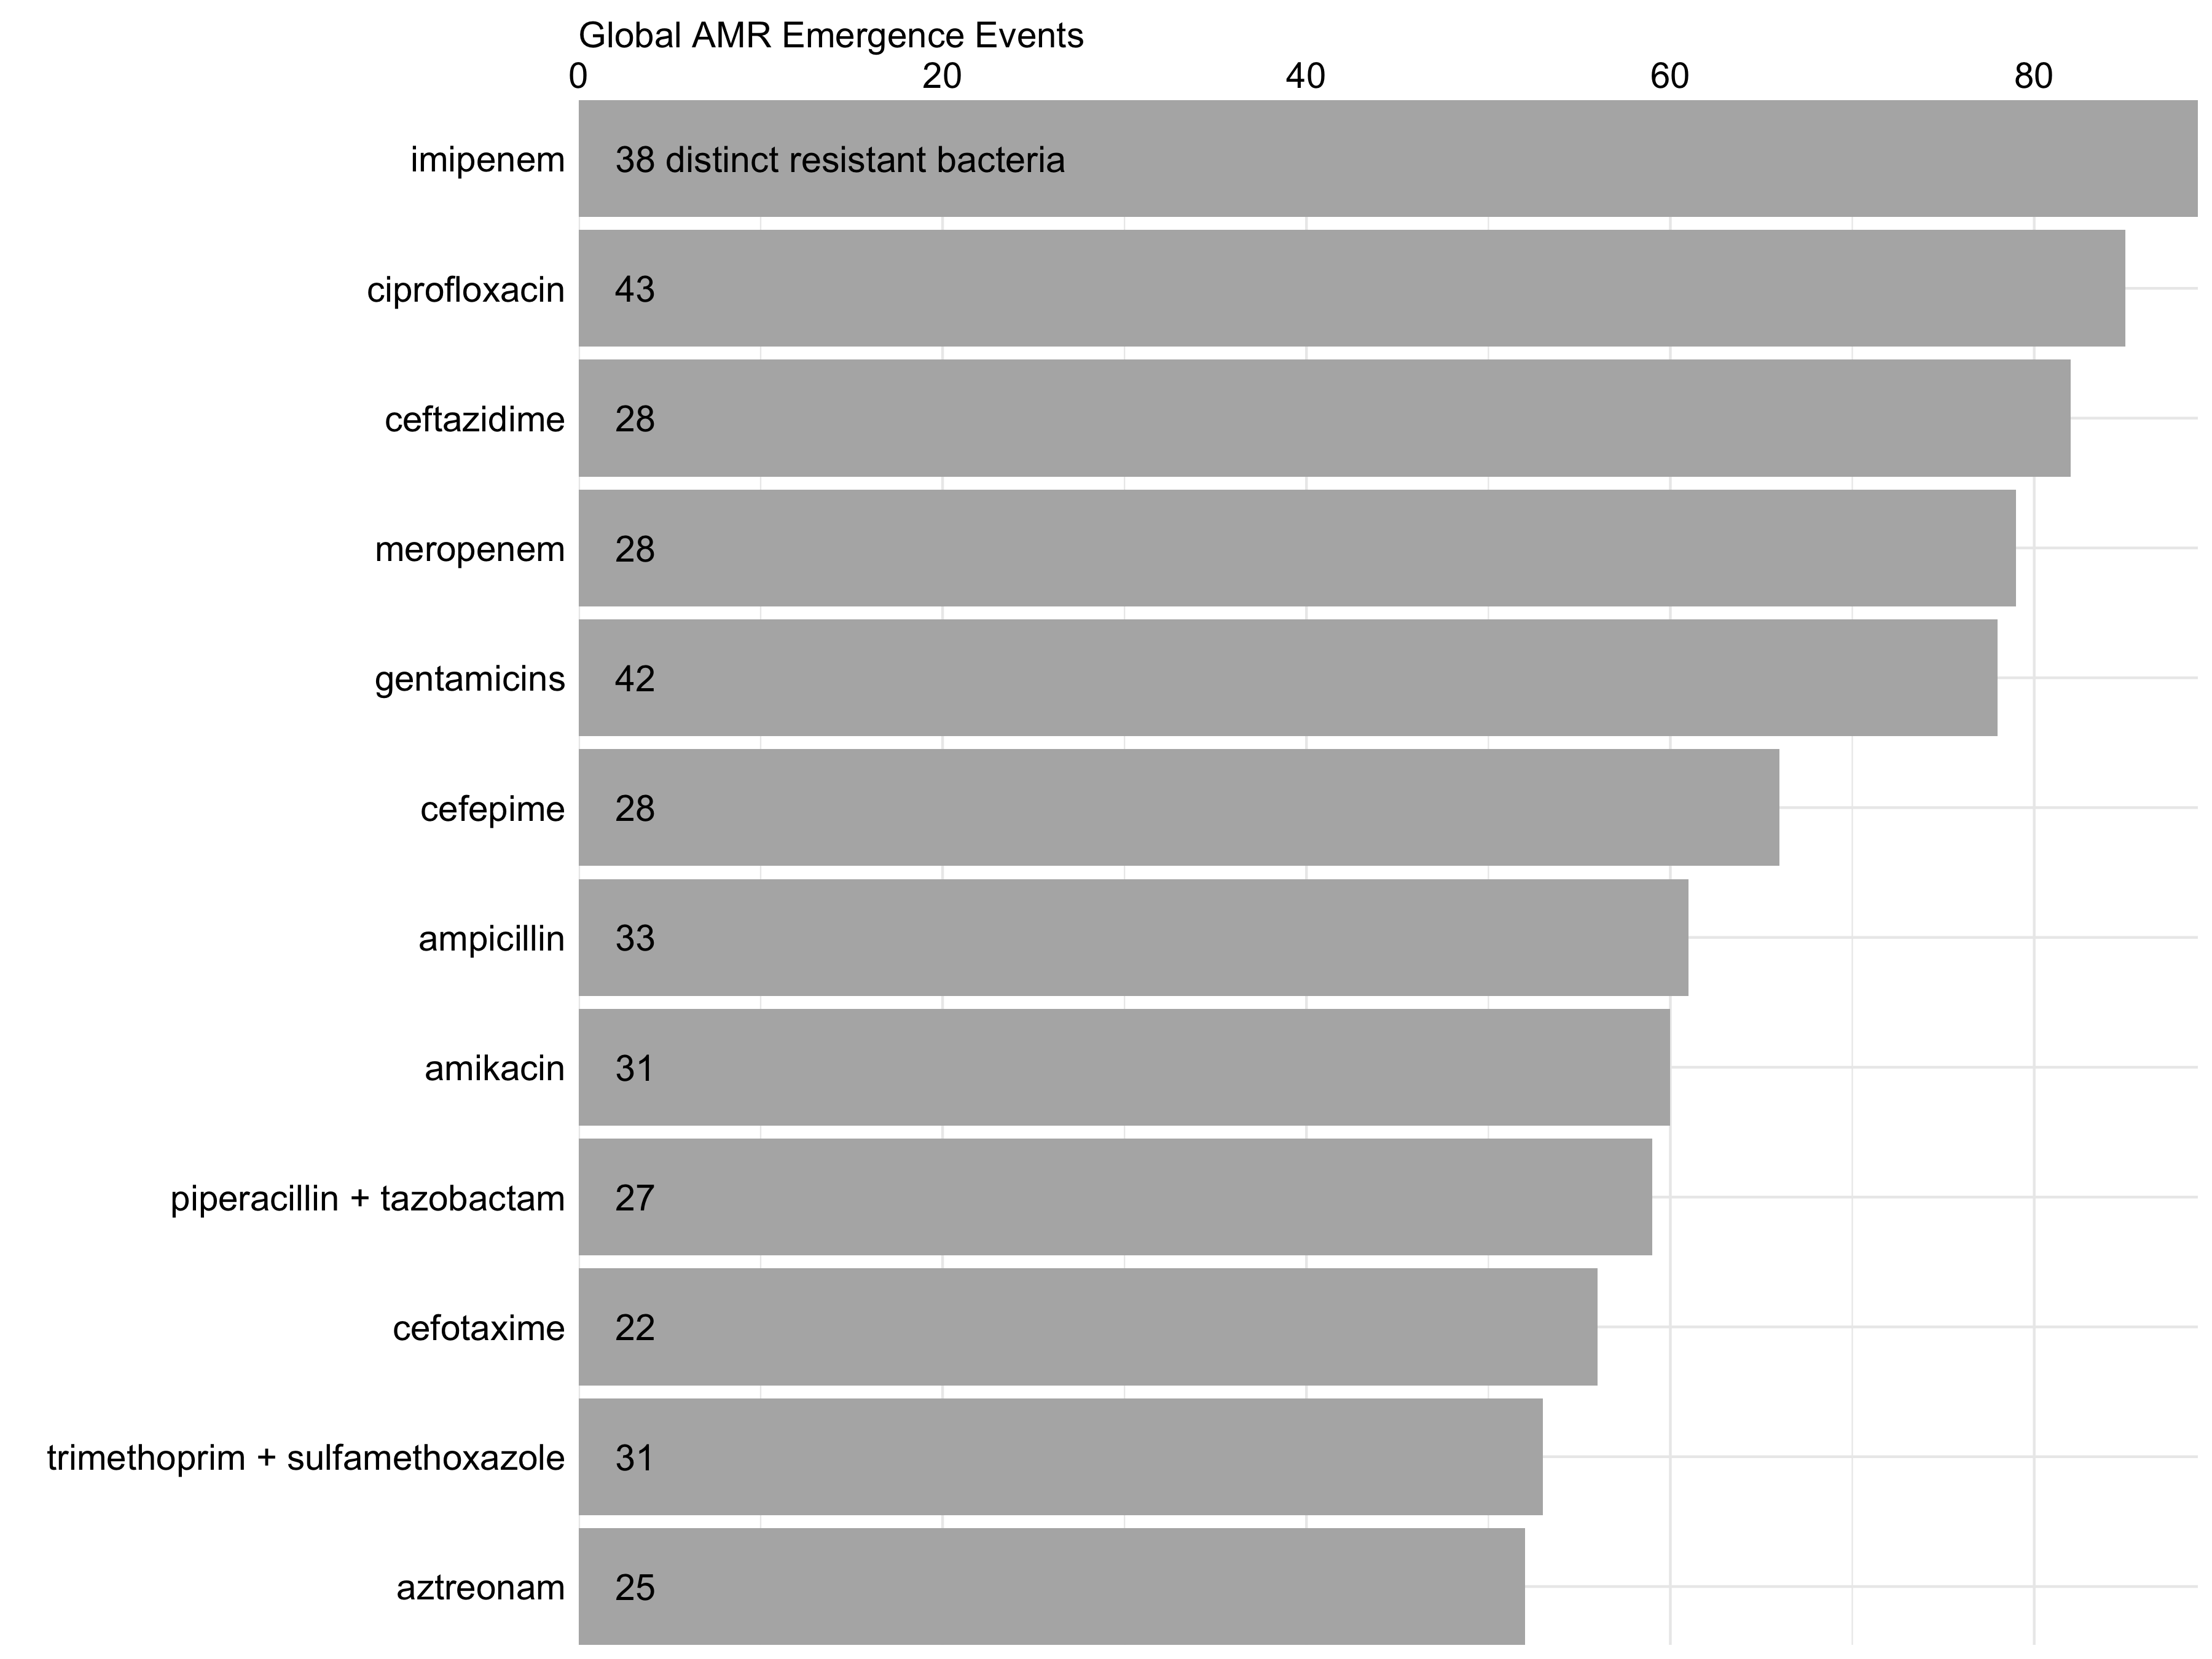 Global AMR Emergence Events
0 20 40 60 80
imipenem 38 distinct resistant bacteria
ciprofloxacin 43
ceftazidime 28
meropenem 28
gentamicins 42
cefepime 28
ampicillin 33
amikacin 31
piperacillin + tazobactam 27
cefotaxime 22
trimethoprim + sulfamethoxazole 31
aztreonam 25